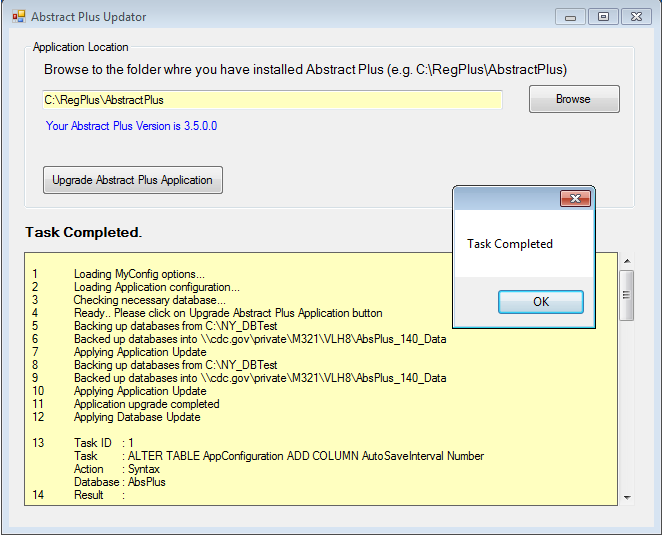 Abstract Plus Updator
Application Location
Browse to the folder whre you have installed Abstract Plus (e.g. C:\RegPlus\AbstractPlus)
C:\RegPlus\AbstractPlus
Browse
Your Abstract Plus Version is 3.5.0.0
Upgrade Abstract Plus Application
Task Completed
OK
Task Completed.
1 Loading MyConfig options...
2 Loading Application configuration...
3 Checking necessary database...
4 Ready.. Please click on Upgrade Abstract Plus Application button
5 Backing up databases from C:\NY_DBTest
6 Backed up databases into \\cdc.gov\private\M321\VLH8\AbsPlus_140_Data
7 Applying Application Update
8 Backing up databases from C:\NY_DBTest
9 Backed up databases into \\cdc.gov\private\M321\VLH8\AbsPlus_140_Data
10 Applying Application Update
11 Application upgrade completed
12 Applying Database Update
13 Task ID : 1
Task : ALTER TABLE AppConfiguration ADD COLUMN AutoSaveInterval Number
Action : Syntax
Database : AbsPlus
14 Result :